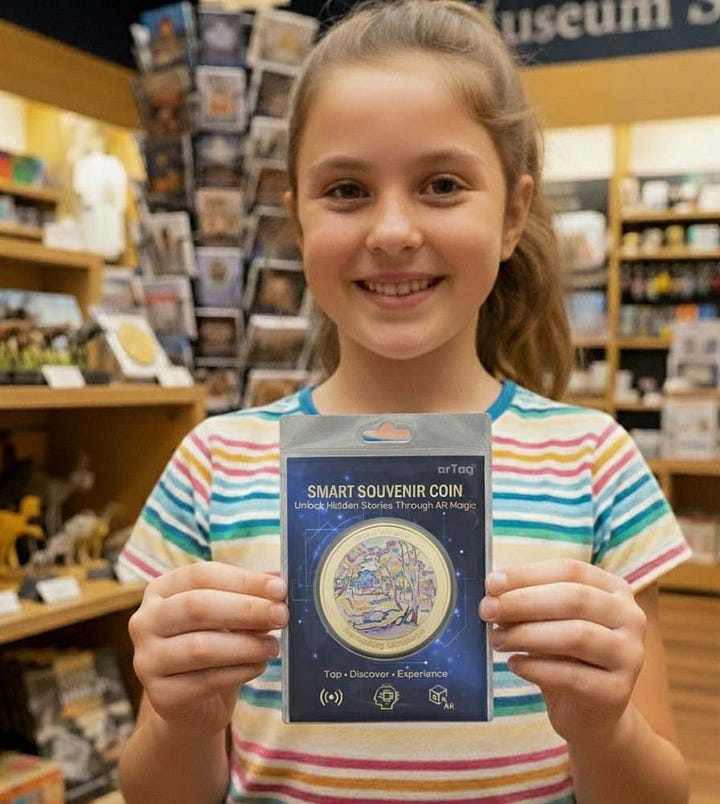 Museum S
arTag
SMART SOUVENIR COIN
Unlock Hidden Stories Through AR Magic
Tap • Discover • Experience
AR